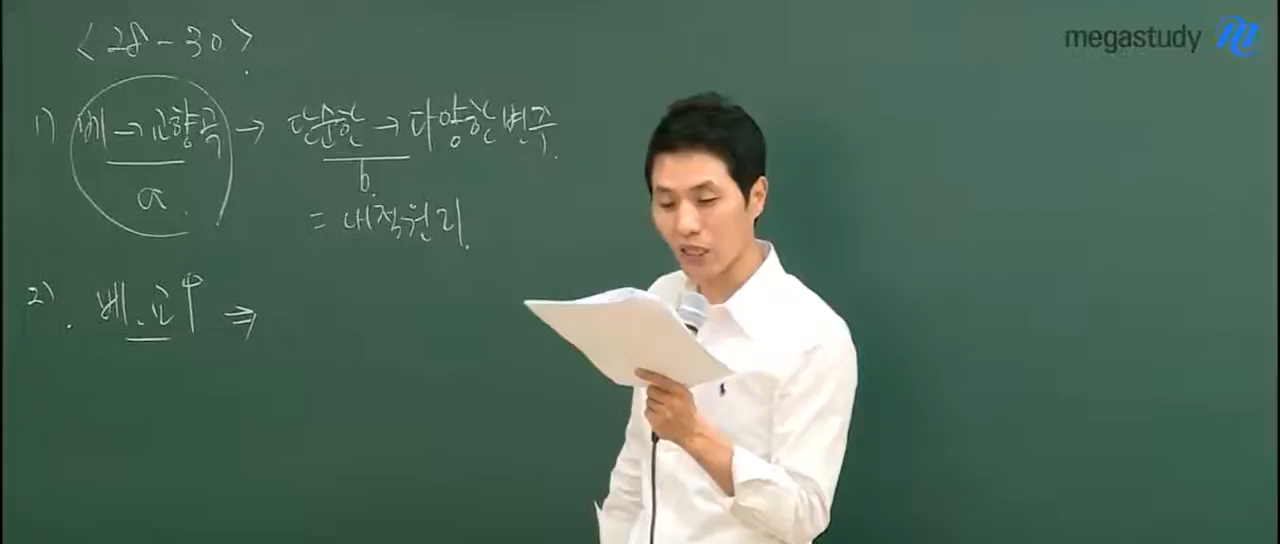 <28-30>.
megastudy
1) 베→교향곡 → 단순한→다양한 변주.
a. b.
= 내적원리.
2). 베.교↑ ⇒